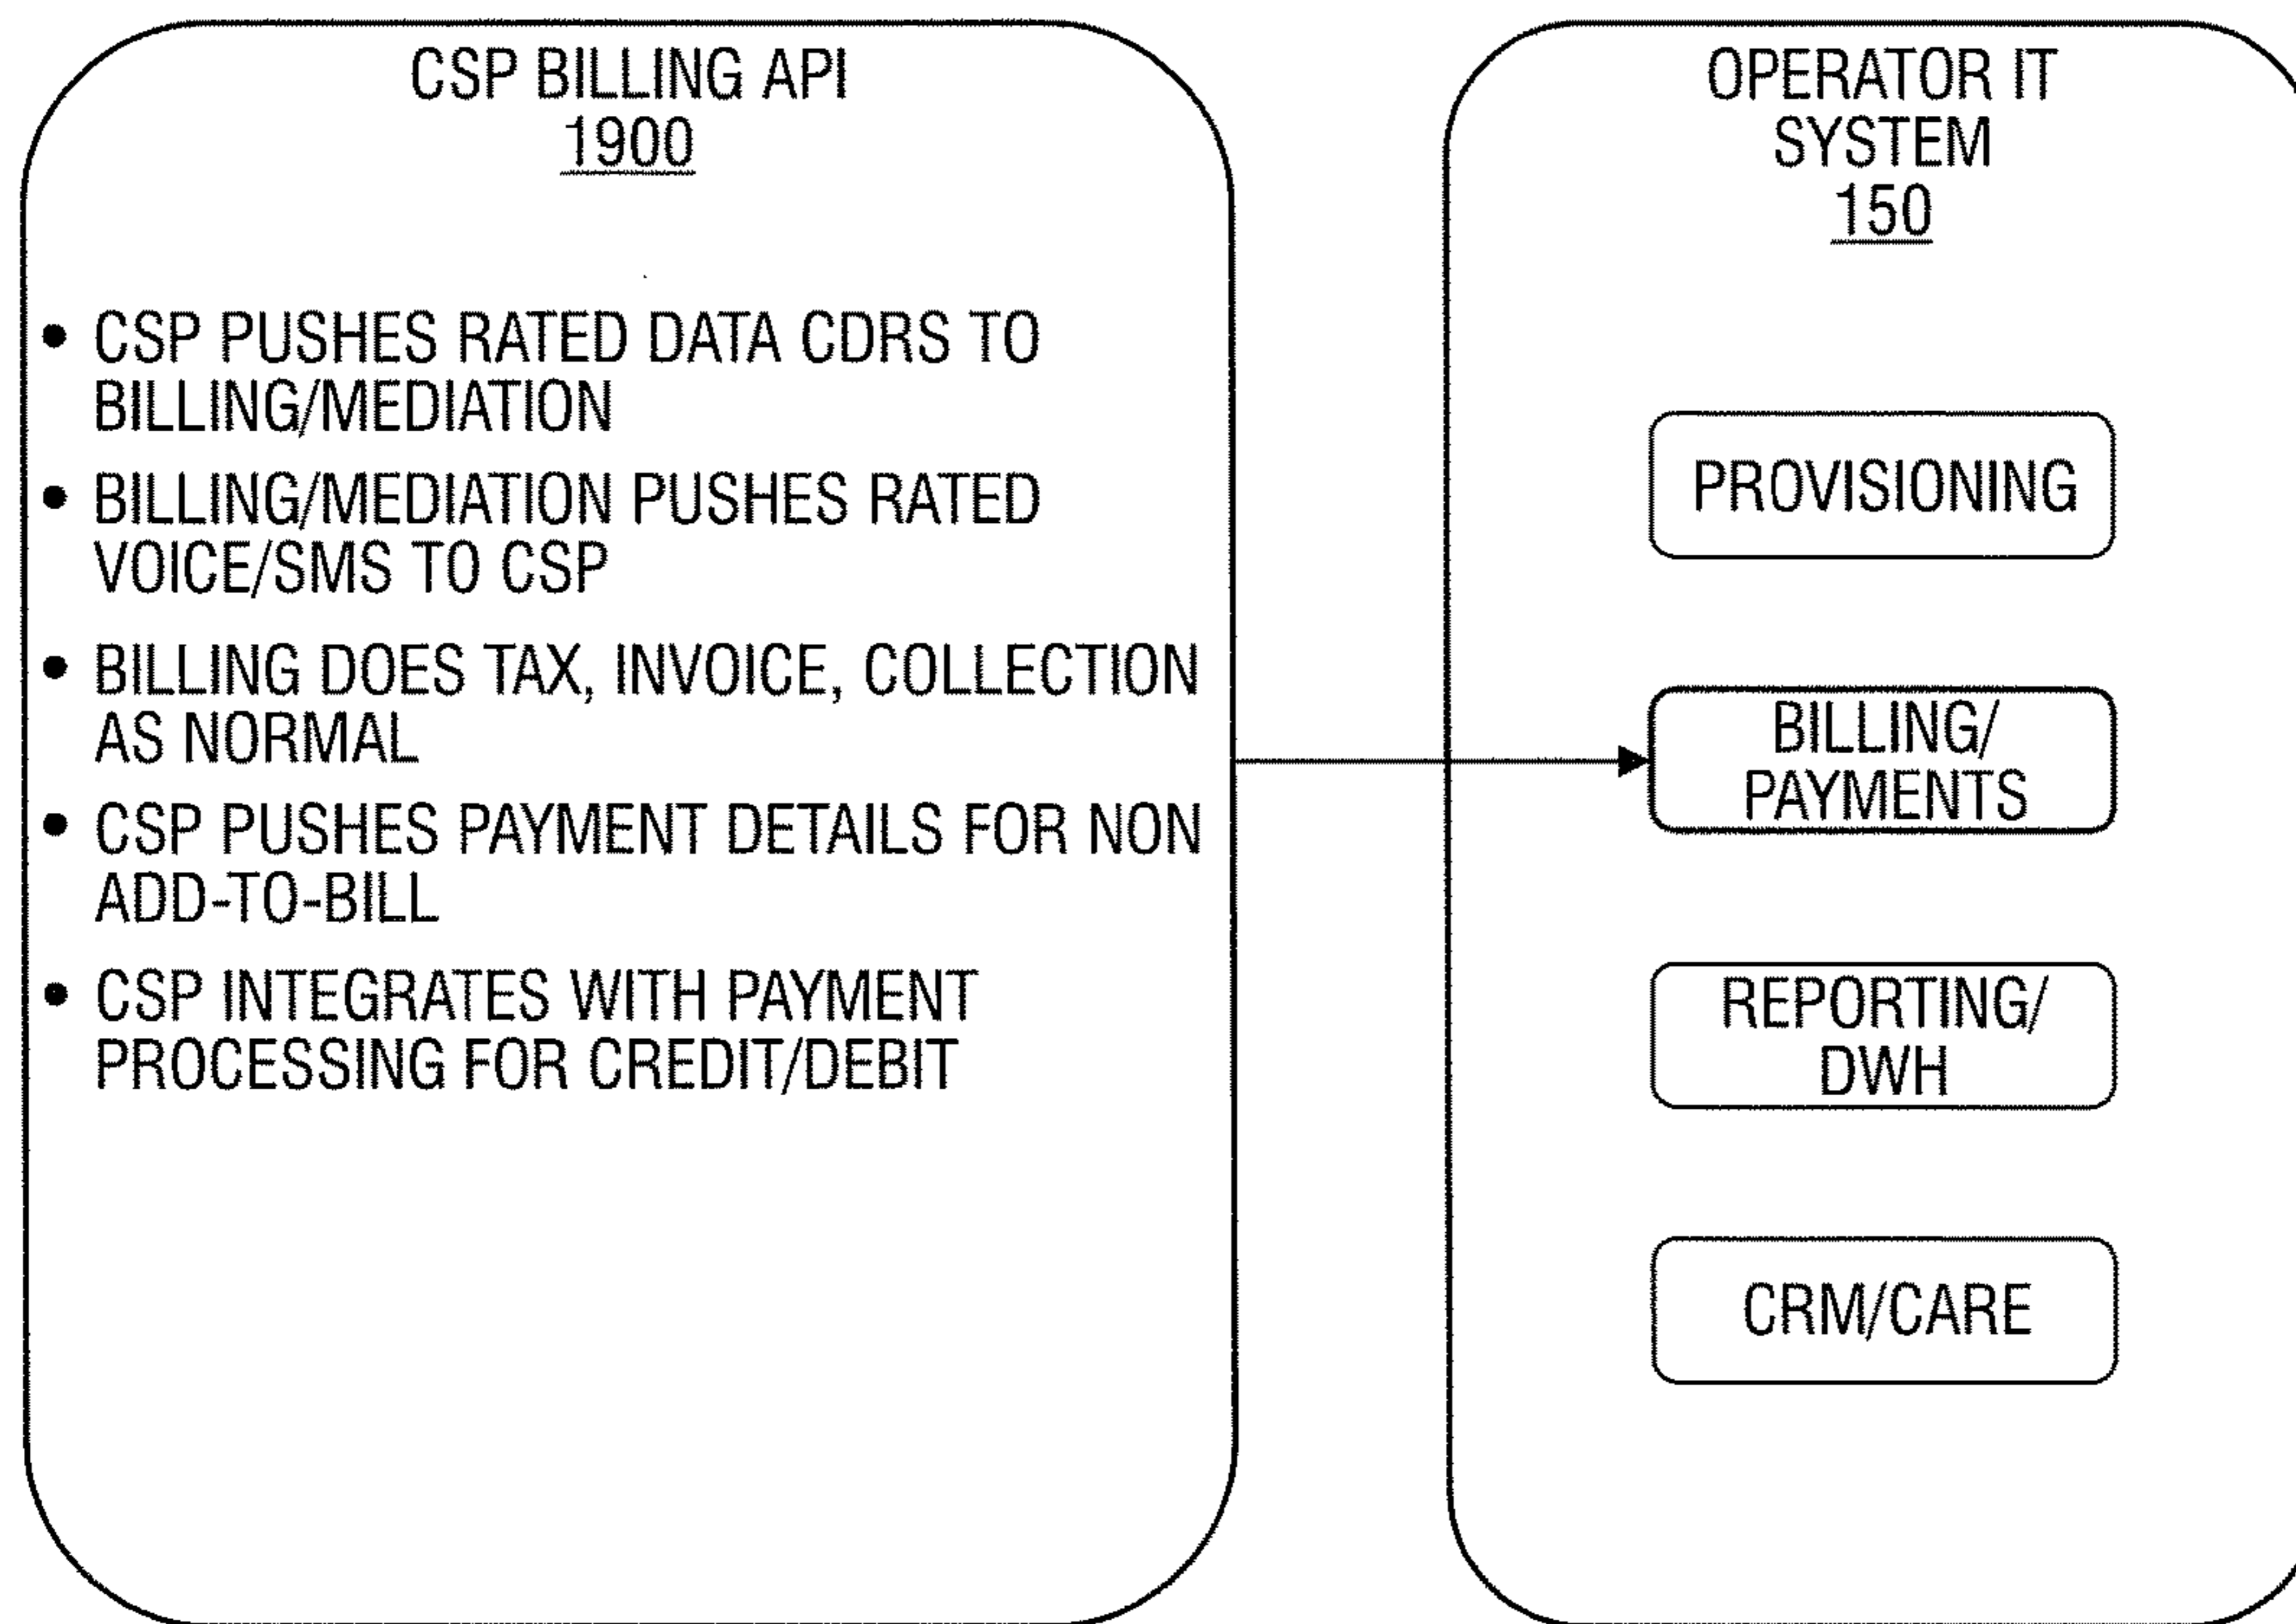 CSP BILLING API
1900
• CSP PUSHES RATED DATA CDRS TO
BILLING/MEDIATION
• BILLING/MEDIATION PUSHES RATED
VOICE/SMS TO CSP
• BILLING DOES TAX, INVOICE, COLLECTION
AS NORMAL
• CSP PUSHES PAYMENT DETAILS FOR NON
ADD-TO-BILL
• CSP INTEGRATES WITH PAYMENT
PROCESSING FOR CREDIT/DEBIT
OPERATOR IT
SYSTEM
150
PROVISIONING
BILLING/
PAYMENTS
REPORTING/
DWH
CRM/CARE